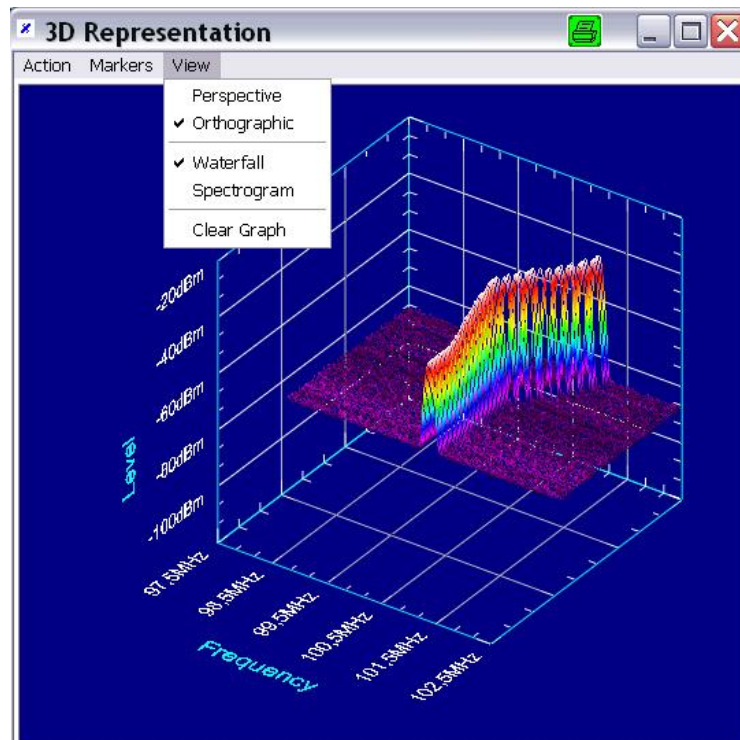 3D Representation
Action Markers View
Perspective
Orthographic
Waterfall
Spectrogram
Clear Graph
-20dBm
-40dBm
-60dBm
-80dBm
-100dBm
Level
97,5MHz
98,5MHz
99,5MHz
100,5MHz
101,5MHz
102,5MHz
Frequency